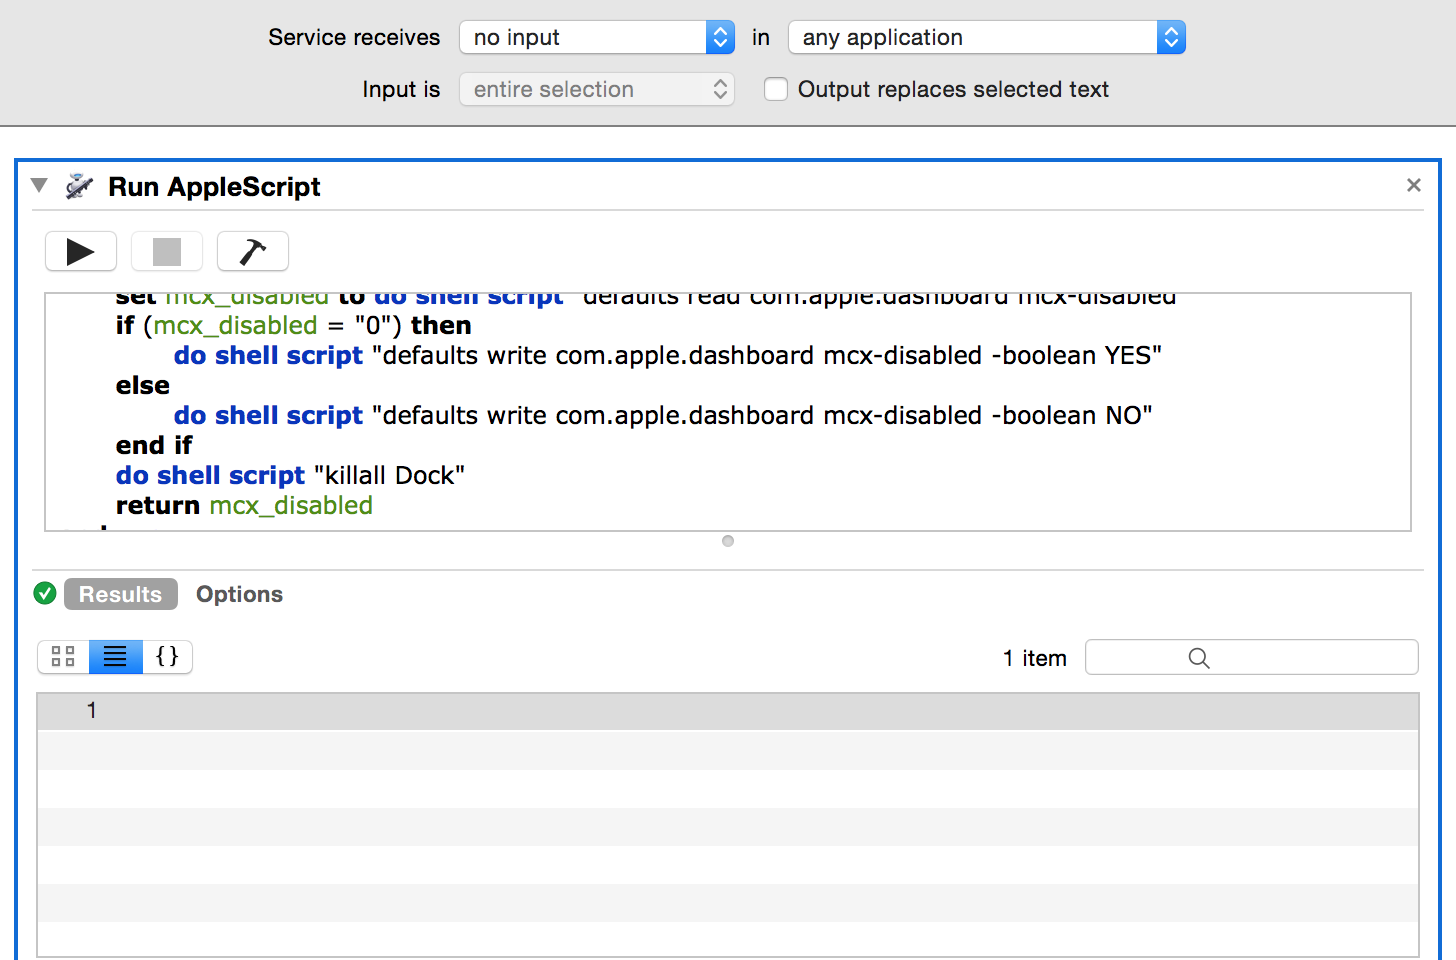 Service receives no input in any application
Input is entire selection Output replaces selected text
Run AppleScript
set mcx_disabled to do shell script "defaults read com.apple.dashboard mcx-disabled"
if (mcx_disabled = "0") then
do shell script "defaults write com.apple.dashboard mcx-disabled -boolean YES"
else
do shell script "defaults write com.apple.dashboard mcx-disabled -boolean NO"
end if
do shell script "killall Dock"
return mcx_disabled
Results Options
{} 1 item
1